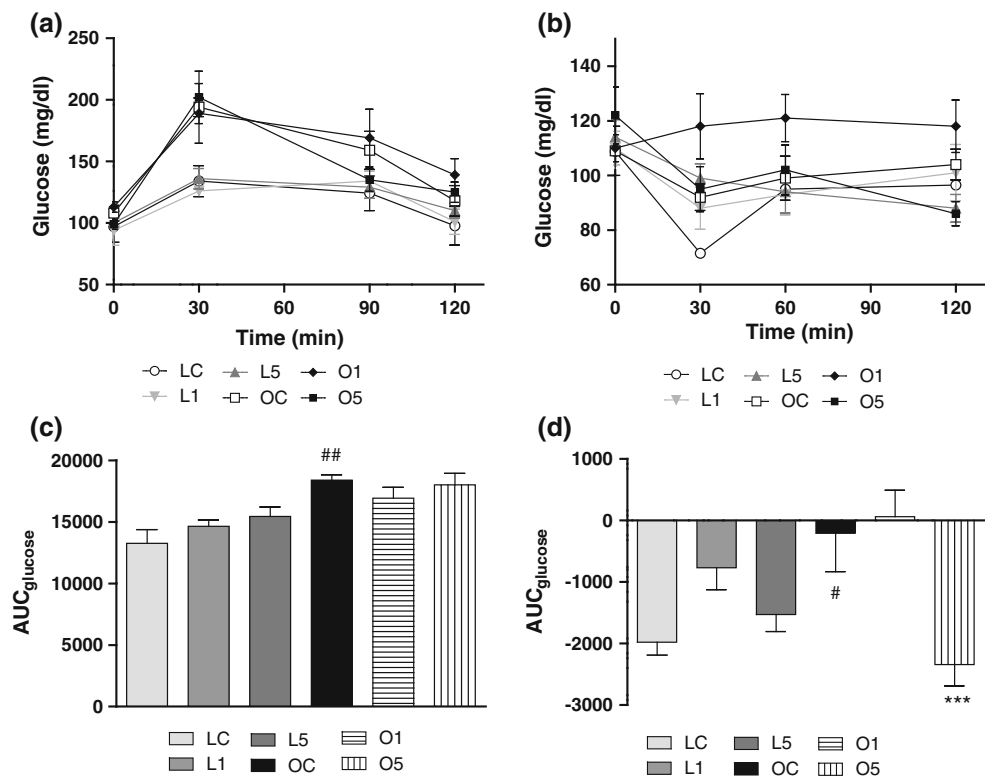 (a)
250
200
150
100
50
Glucose (mg/dl)
0 30 60 90 120
Time (min)
LC L5 O1
L1 OC O5
(b)
140
120
100
80
60
Glucose (mg/dl)
0 30 60 90 120
Time (min)
LC L5 O1
L1 OC O5
(c)
20000
15000
10000
5000
0
AUCglucose
##
LC L5 O1
L1 OC O5
(d)
1000
0
-1000
-2000
-3000
AUCglucose
#
***
LC L5 O1
L1 OC O5